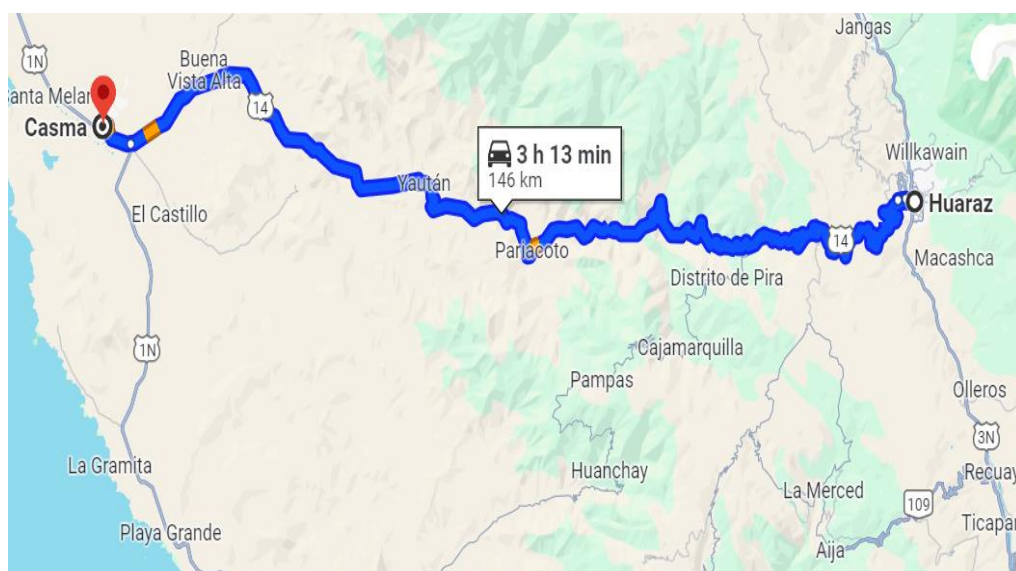 Jangas
1N
Buena
Vista Alta
anta Mela
14
Casma
3 h 13 min
146 km
Willkawain
Yaután
Huaraz
El Castillo
Pariacoto
14
Macashca
Distrito de Pira
1N
Cajamarquilla
Pampas
Olleros
3N
La Gramita
Huanchay
Recuay
La Merced
109
Playa Grande
Ticapar
Aija